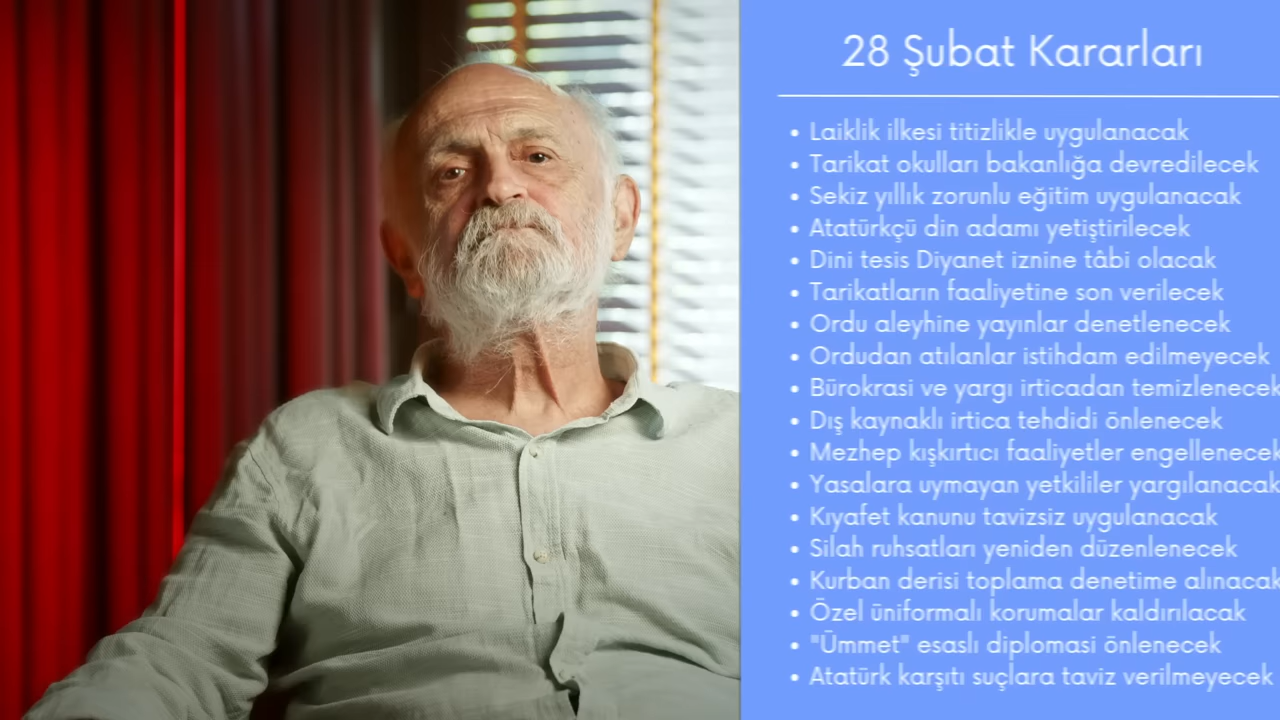 28 Şubat Kararları
• Laiklik ilkesi titizlikle uygulanacak
• Tarikat okulları bakanlığa devredilecek
• Sekiz yıllık zorunlu eğitim uygulanacak
• Atatürkçü din adamı yetiştirilecek
• Dini tesis Diyanet iznine tâbi olacak
• Tarikatların faaliyetine son verilecek
• Ordu aleyhine yayınlar denetlenecek
• Ordudan atılanlar istihdam edilmeyecek
• Bürokrasi ve yargı irticadan temizlenecek
• Dış kaynaklı irtica tehdidi önlenecek
• Mezhep kışkırtıcı faaliyetler engellenecek
• Yasalara uymayan yetkililer yargılanacak
• Kıyafet kanunu tavizsiz uygulanacak
• Silah ruhsatları yeniden düzenlenecek
• Kurban derisi toplama denetime alınacak
• Özel üniformalı korumalar kaldırılacak
• "Ümmet" esaslı diplomasi önlenecek
• Atatürk karşıtı suçlara taviz verilmeyecek